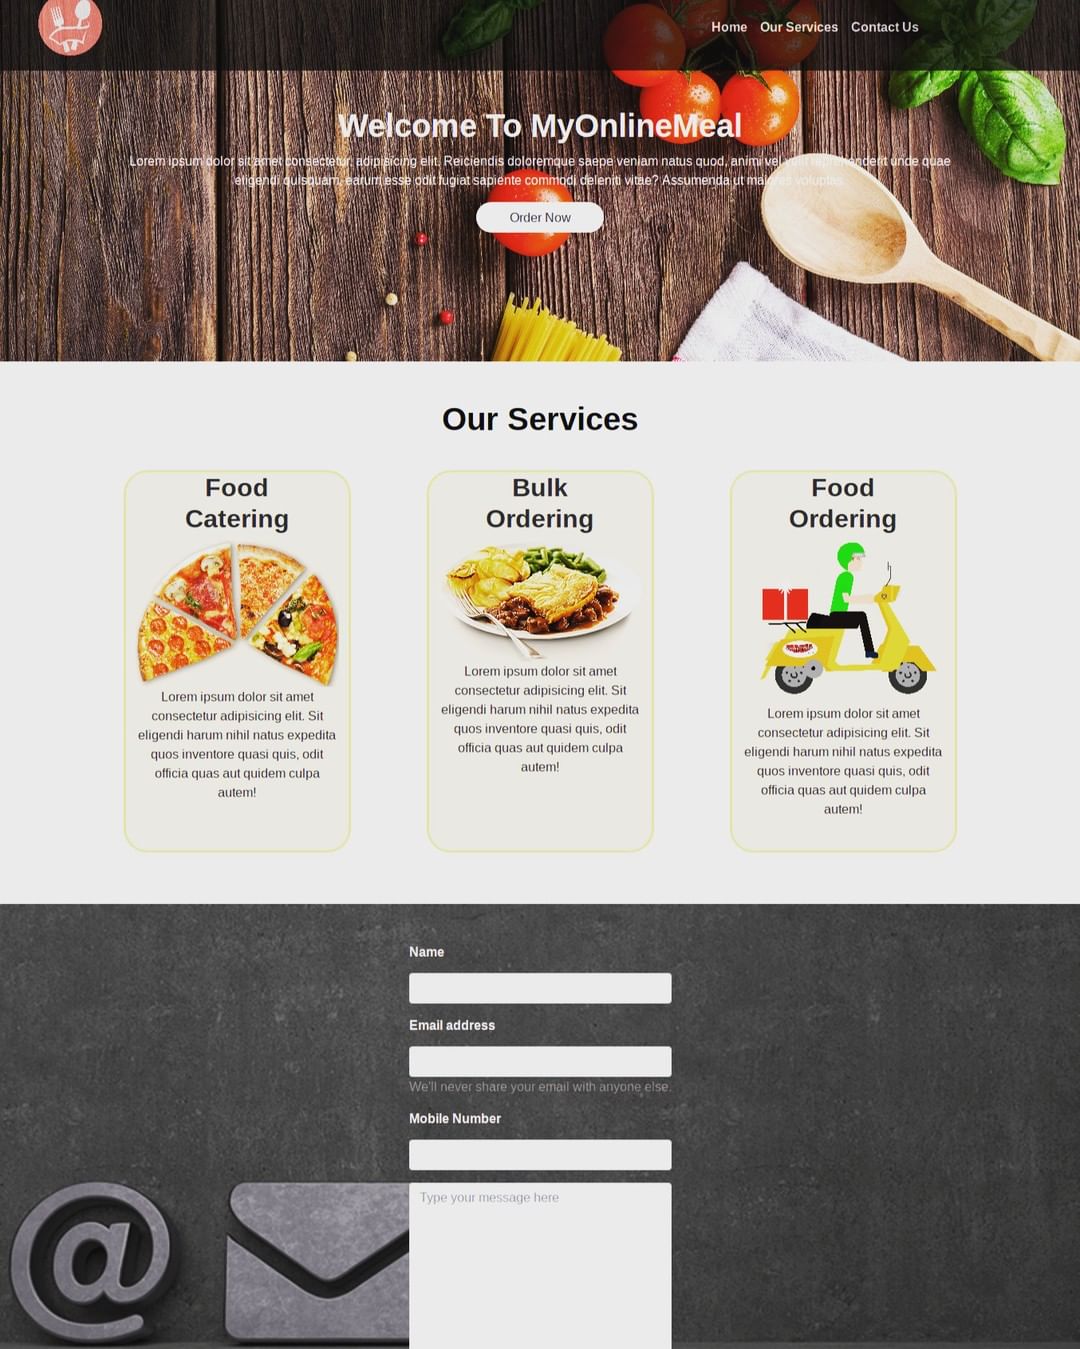 Home Our Services Contact Us
Welcome To MyOnlineMeal
Lorem ipsum dolor sit amet consectetur, adipisicing elit. Reiciendis doloremque saepe veniam natus quod, animi vel unde quae
eligendi quisquam, earum esse odit fugiat sapiente commodi deleniti vitae? Assumenda ut maiores voluptas.
Order Now
Our Services
Food
Catering
Lorem ipsum dolor sit amet
consectetur adipisicing elit. Sit
eligendi harum nihil natus expedita
quos inventore quasi quis, odit
officia quas aut quidem culpa
autem!
Bulk
Ordering
Lorem ipsum dolor sit amet
consectetur adipisicing elit. Sit
eligendi harum nihil natus expedita
quos inventore quasi quis, odit
officia quas aut quidem culpa
autem!
Food
Ordering
Lorem ipsum dolor sit amet
consectetur adipisicing elit. Sit
eligendi harum nihil natus expedita
quos inventore quasi quis, odit
officia quas aut quidem culpa
autem!
Name
Email address
We'll never share your email with anyone else.
Mobile Number
Type your message here
@